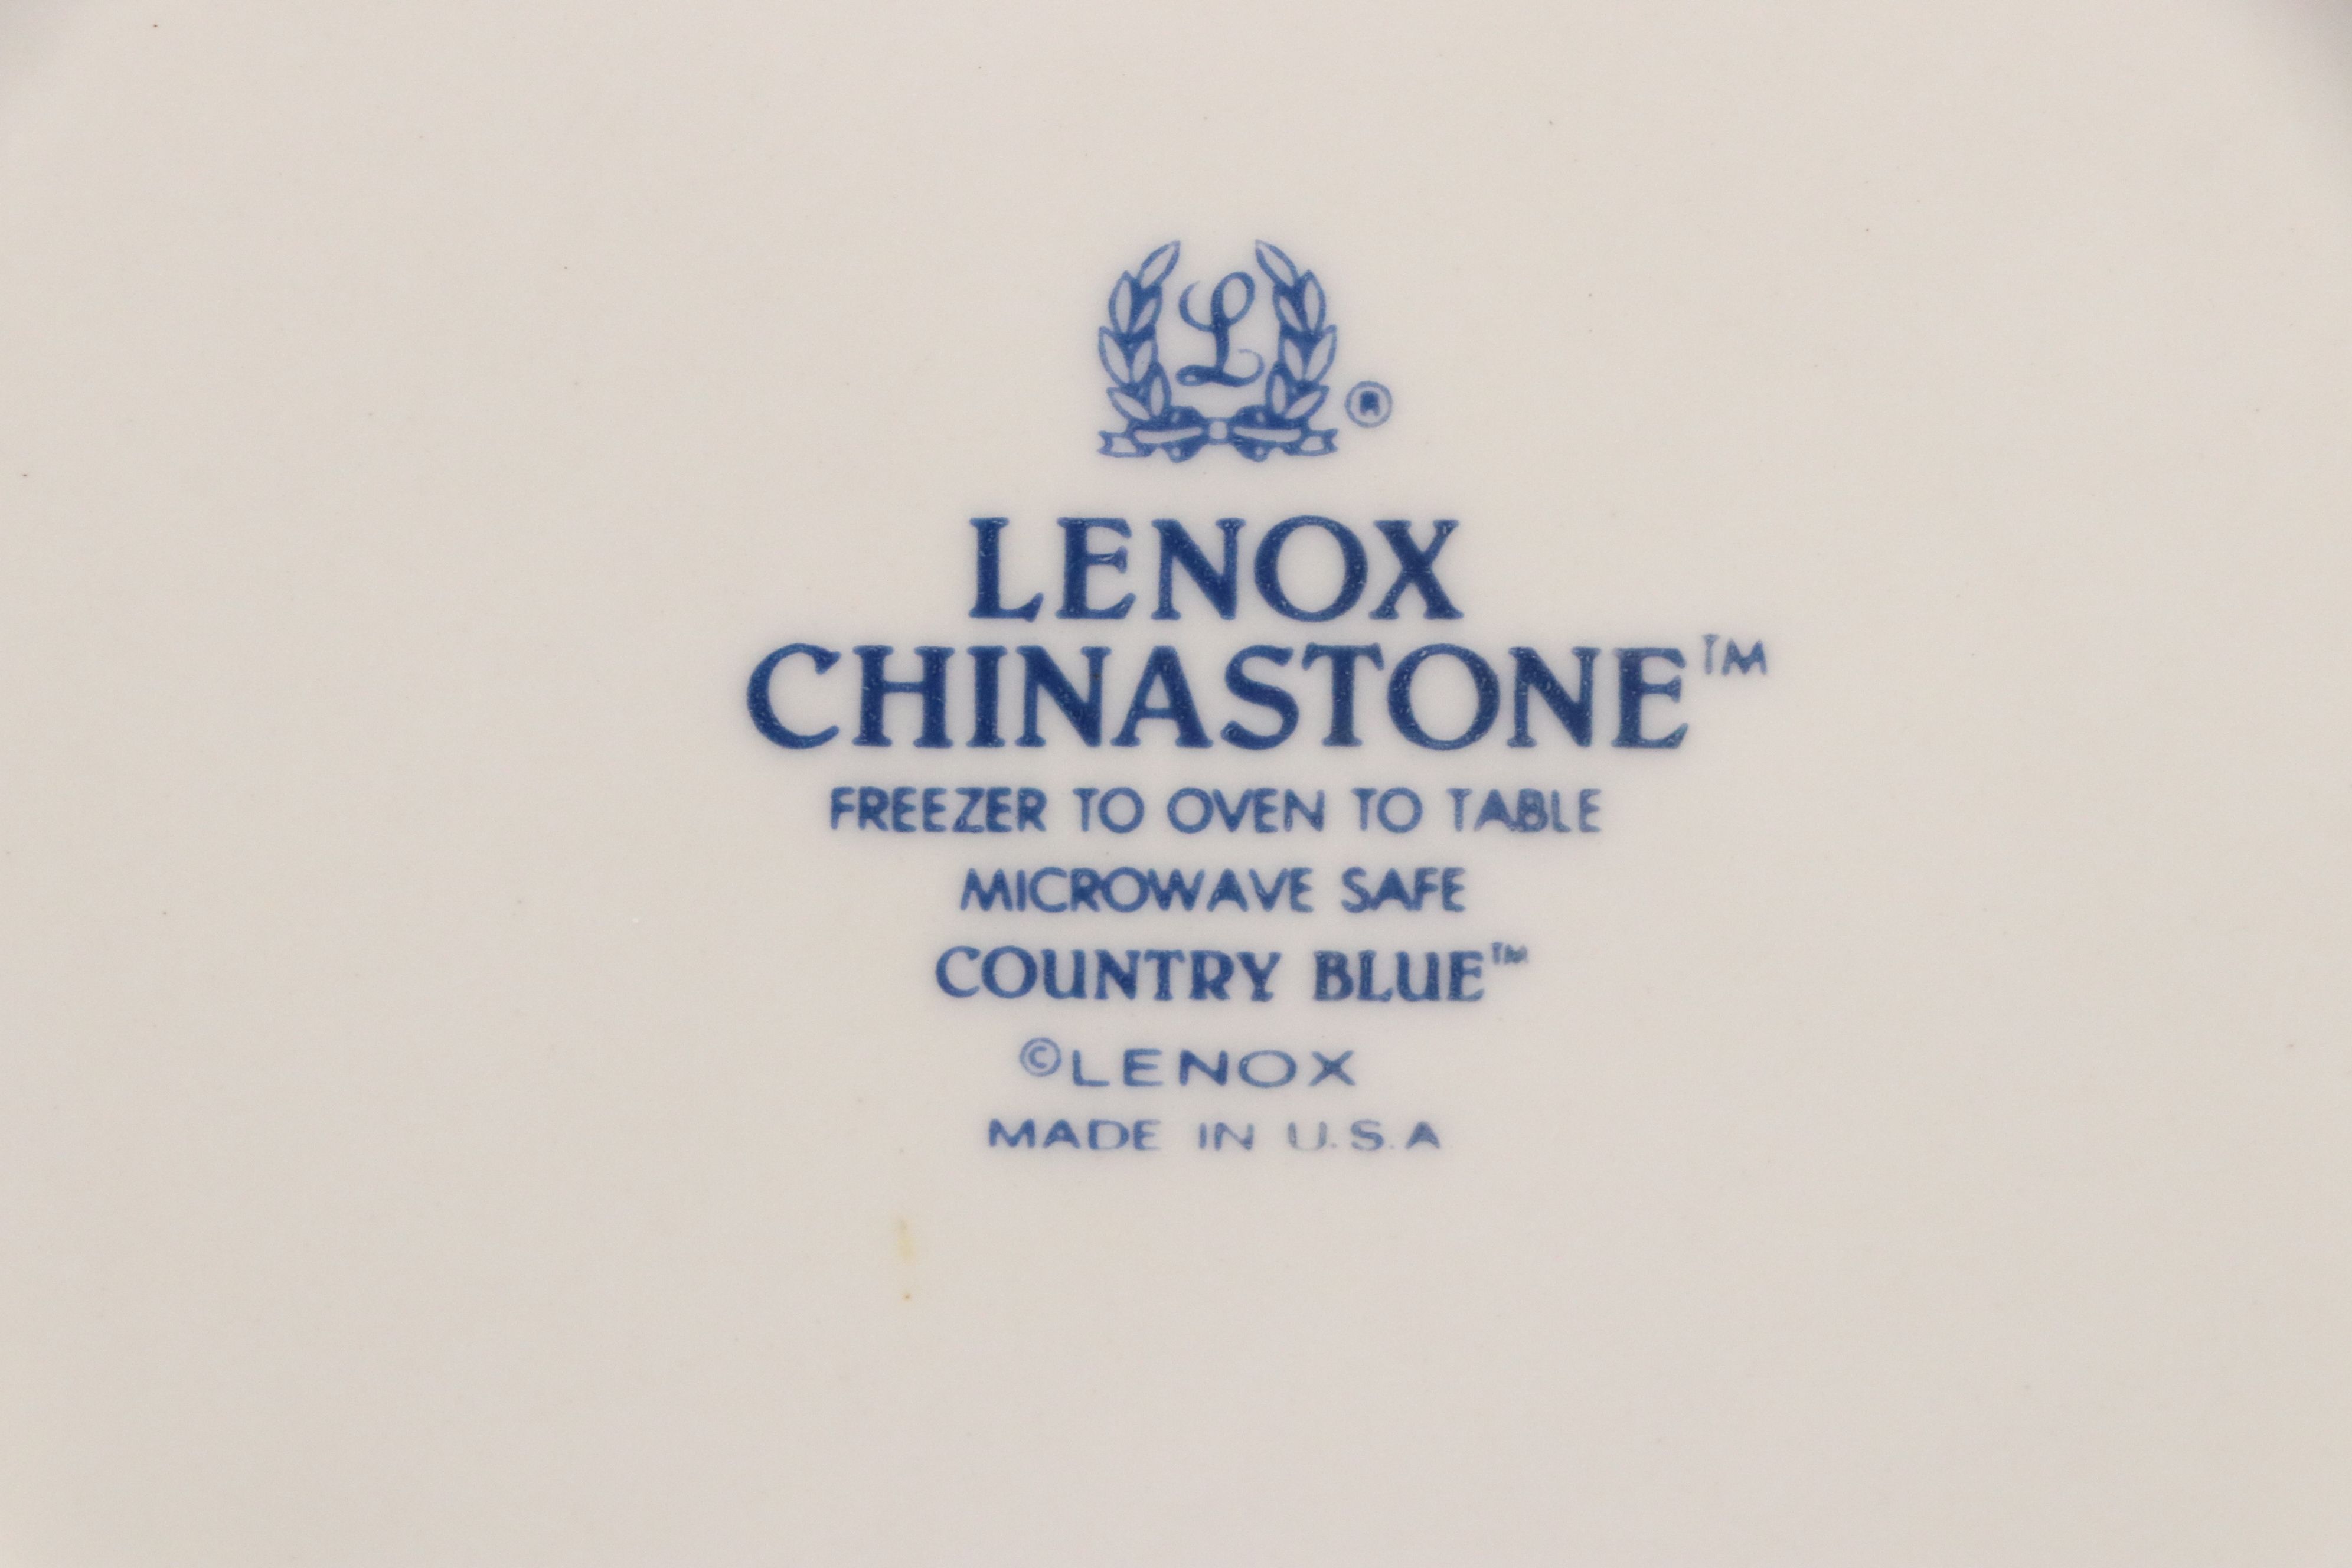 L ®
LENOX
CHINASTONE™
FREEZER TO OVEN TO TABLE
MICROWAVE SAFE
COUNTRY BLUE™
©LENOX
MADE IN U.S.A